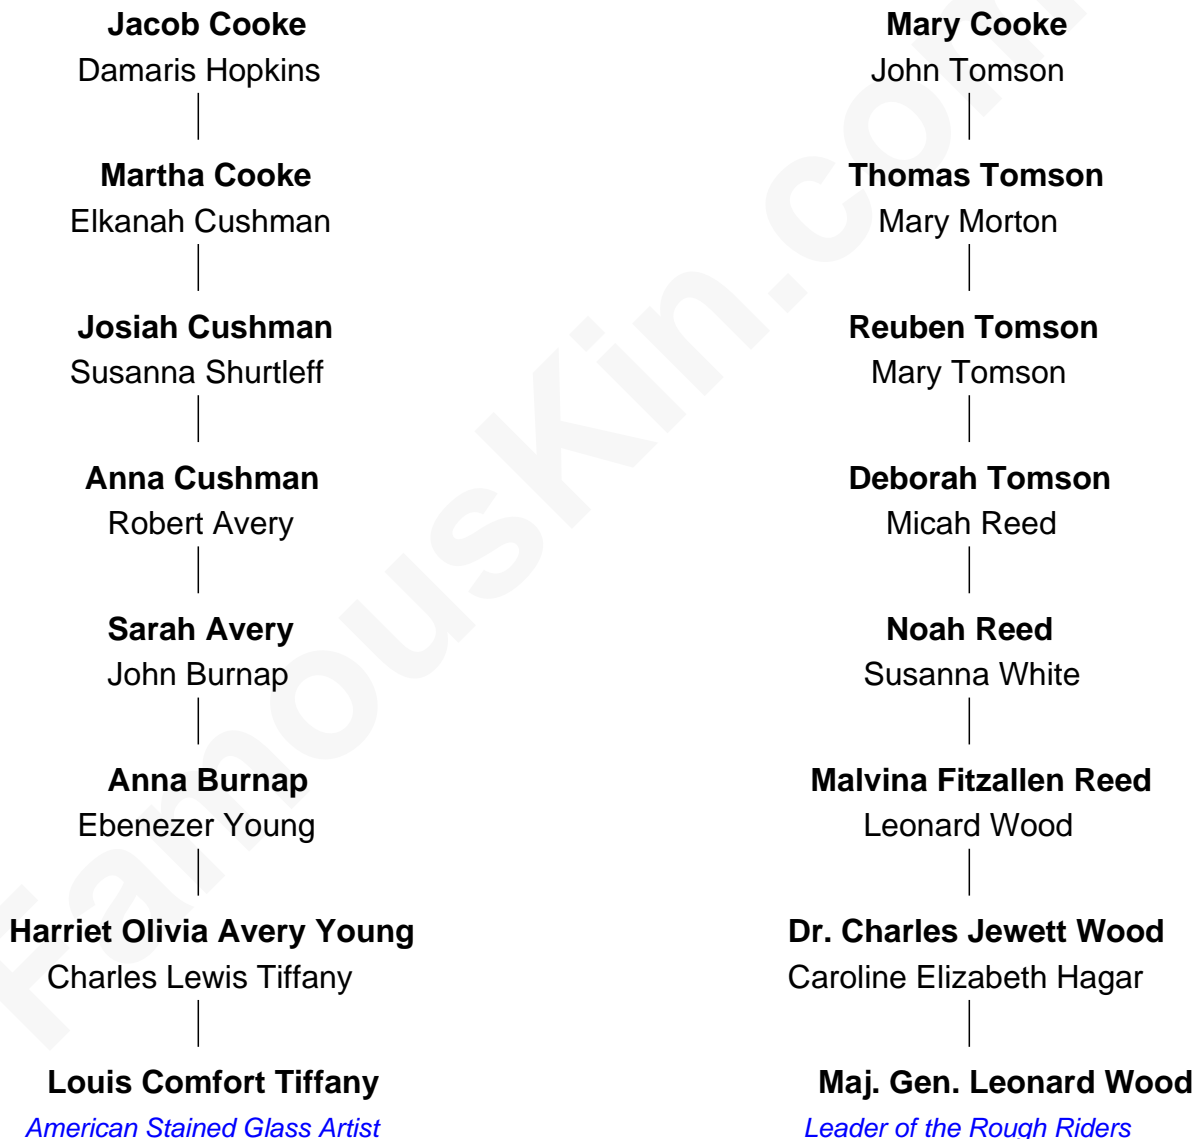 Jacob Cooke
Damaris Hopkins
Martha Cooke
Elkanah Cushman
Josiah Cushman
Susanna Shurtleff
Anna Cushman
Robert Avery
Sarah Avery
John Burnap
Anna Burnap
Ebenezer Young
Harriet Olivia Avery Young
Charles Lewis Tiffany
Louis Comfort Tiffany
American Stained Glass Artist
Mary Cooke
John Tomson
Thomas Tomson
Mary Morton
Reuben Tomson
Mary Tomson
Deborah Tomson
Micah Reed
Noah Reed
Susanna White
Malvina Fitzallen Reed
Leonard Wood
Dr. Charles Jewett Wood
Caroline Elizabeth Hagar
Maj. Gen. Leonard Wood
Leader of the Rough Riders
FamousKin.com